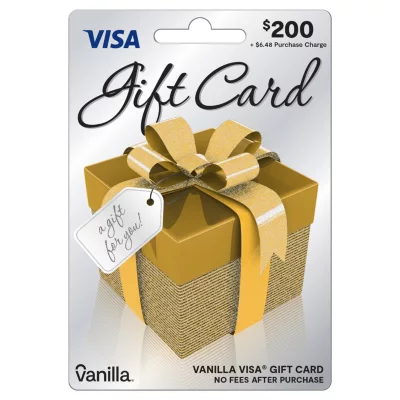 VISA
$200
+ $6.48 Purchase Charge
Gift Card
a gift
for you!
Vanilla.
VANILLA VISA® GIFT CARD
NO FEES AFTER PURCHASE